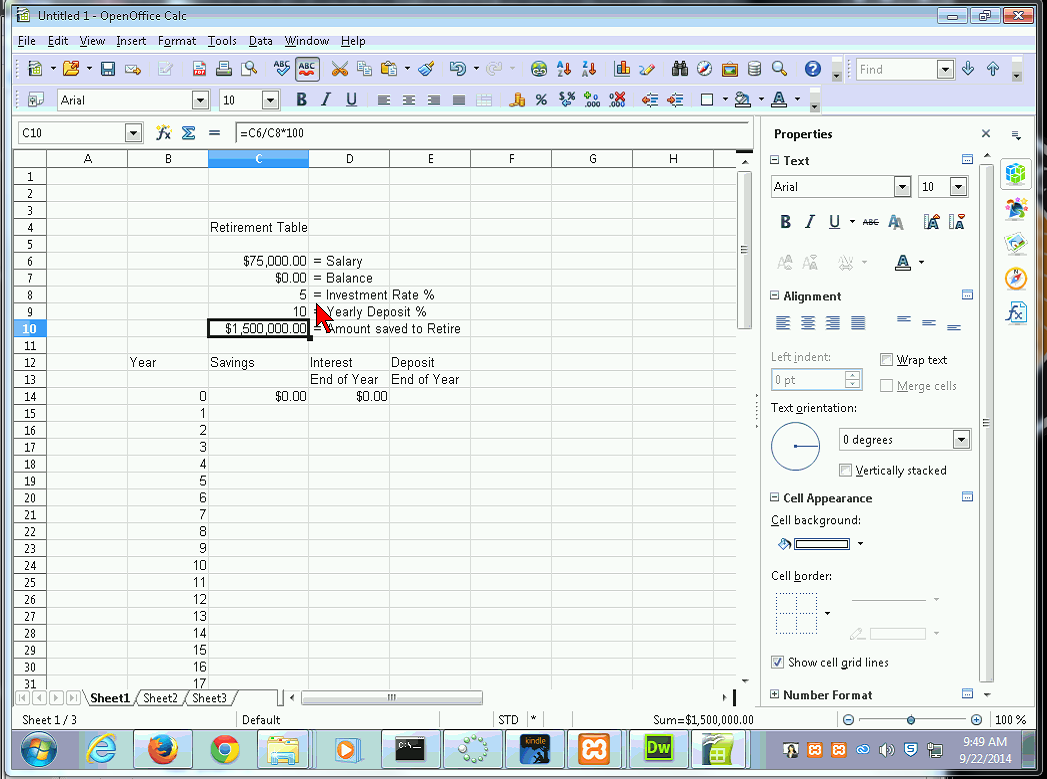 Untitled 1 - OpenOffice Calc
File Edit View Insert Format Tools Data Window Help
ABC ABC Find
Arial 10 B I U
C10 =C6/C8*100
A B C D E F G H
1
2
3
4 Retirement Table
5
6 $75,000.00 = Salary
7 $0.00 = Balance
8 5 = Investment Rate %
9 10 = Yearly Deposit %
10 $1,500,000.00 = Amount saved to Retire
11
12 Year Savings Interest Deposit
13 End of Year End of Year
14 0 $0.00 $0.00
15 1
16 2
17 3
18 4
19 5
20 6
21 7
22 8
23 9
24 10
25 11
26 12
27 13
28 14
29 15
30 16
31 17
Sheet1 Sheet2 Sheet3
Sheet 1 / 3 Default STD * Sum=$1,500,000.00 100 %
Properties
Text
Arial 10
B I U ABC
Alignment
Left indent:
Wrap text
0 pt
Merge cells
Text orientation:
0 degrees
Vertically stacked
Cell Appearance
Cell background:
Cell border:
Show cell grid lines
Number Format
kindle Dw
9:49 AM
9/22/2014